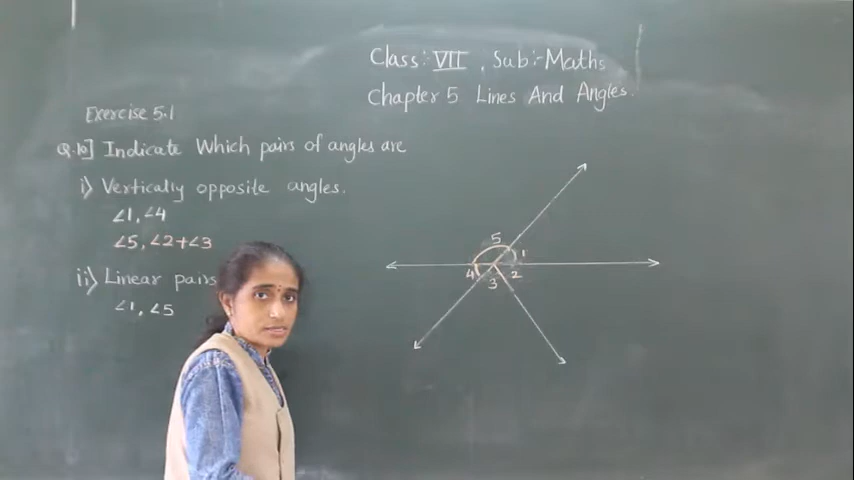 Class:- VII , Sub:- Maths
Chapter 5 Lines And Angles.
Exercise 5.1
Q.10] Indicate Which pairs of angles are
i) Vertically opposite angles.
∠1, ∠4
∠5, ∠2+∠3
ii) Linear pairs
∠1, ∠5
5
1
4
2
3